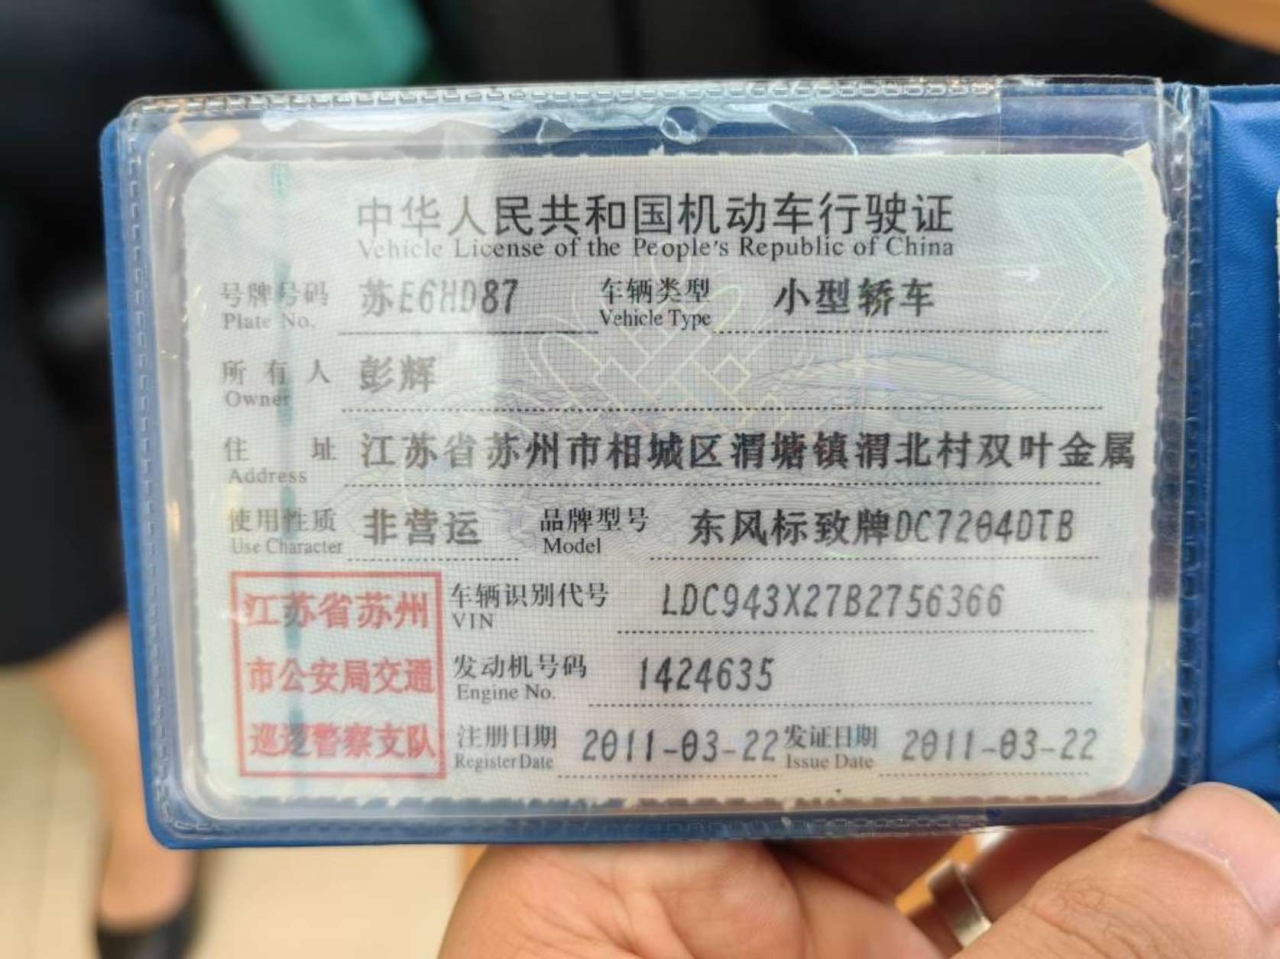 中华人民共和国机动车行驶证
Vehicle License of the People's Republic of China
号牌号码 苏E6HD87 车辆类型 小型轿车
Plate No. Vehicle Type
所有人 彭辉
Owner
住址 江苏省苏州市相城区渭塘镇渭北村双叶金属
Address
使用性质 非营运 品牌型号 东风标致牌DC7204DTB
Use Character Model
江苏省苏州 车辆识别代号 LDC943X27B2756366
VIN
市公安局交通 发动机号码 1424635
Engine No.
巡逻警察支队 注册日期 2011-03-22 发证日期 2011-03-22
Register Date Issue Date